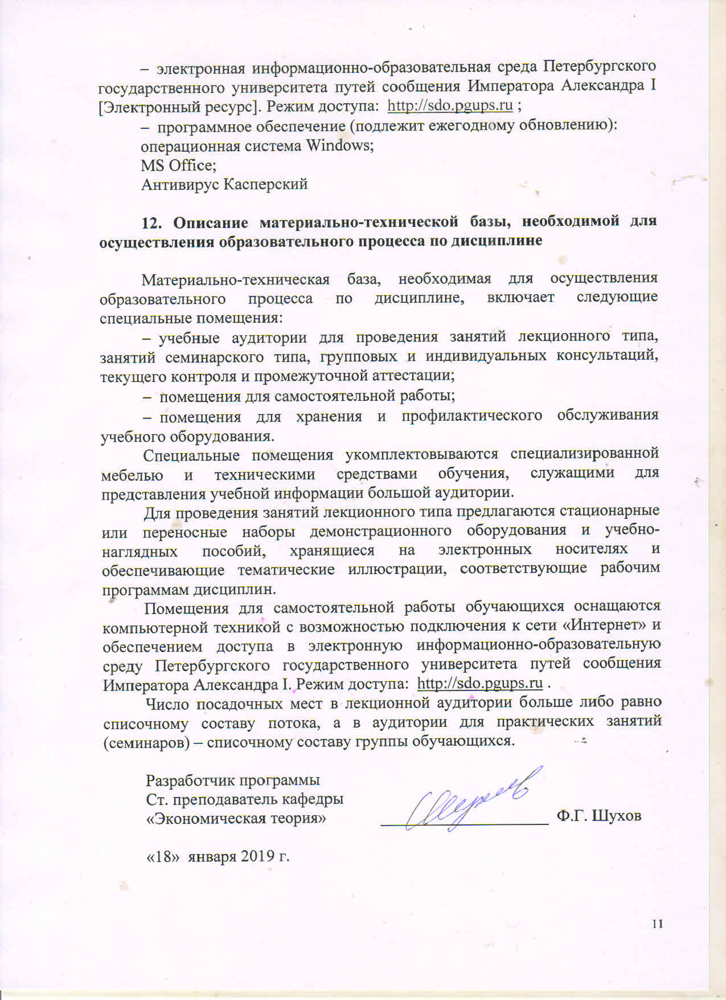 – электронная информационно-образовательная среда Петербургского
государственного университета путей сообщения Императора Александра I
[Электронный ресурс]. Режим доступа: http://sdo.pgups.ru ;
– программное обеспечение (подлежит ежегодному обновлению):
операционная система Windows;
MS Office;
Антивирус Касперский
12. Описание материально-технической базы, необходимой для
осуществления образовательного процесса по дисциплине
Материально-техническая база, необходимая для осуществления
образовательного процесса по дисциплине, включает следующие
специальные помещения:
– учебные аудитории для проведения занятий лекционного типа,
занятий семинарского типа, групповых и индивидуальных консультаций,
текущего контроля и промежуточной аттестации;
– помещения для самостоятельной работы;
– помещения для хранения и профилактического обслуживания
учебного оборудования.
Специальные помещения укомплектовываются специализированной
мебелью и техническими средствами обучения, служащими для
представления учебной информации большой аудитории.
Для проведения занятий лекционного типа предлагаются стационарные
или переносные наборы демонстрационного оборудования и учебно-
наглядных пособий, хранящиеся на электронных носителях и
обеспечивающие тематические иллюстрации, соответствующие рабочим
программам дисциплин.
Помещения для самостоятельной работы обучающихся оснащаются
компьютерной техникой с возможностью подключения к сети «Интернет» и
обеспечением доступа в электронную информационно-образовательную
среду Петербургского государственного университета путей сообщения
Императора Александра I. Режим доступа: http://sdo.pgups.ru .
Число посадочных мест в лекционной аудитории больше либо равно
списочному составу потока, а в аудитории для практических занятий
(семинаров) – списочному составу группы обучающихся.
Разработчик программы
Ст. преподаватель кафедры
«Экономическая теория» Ф.Г. Шухов
«18» января 2019 г.
11